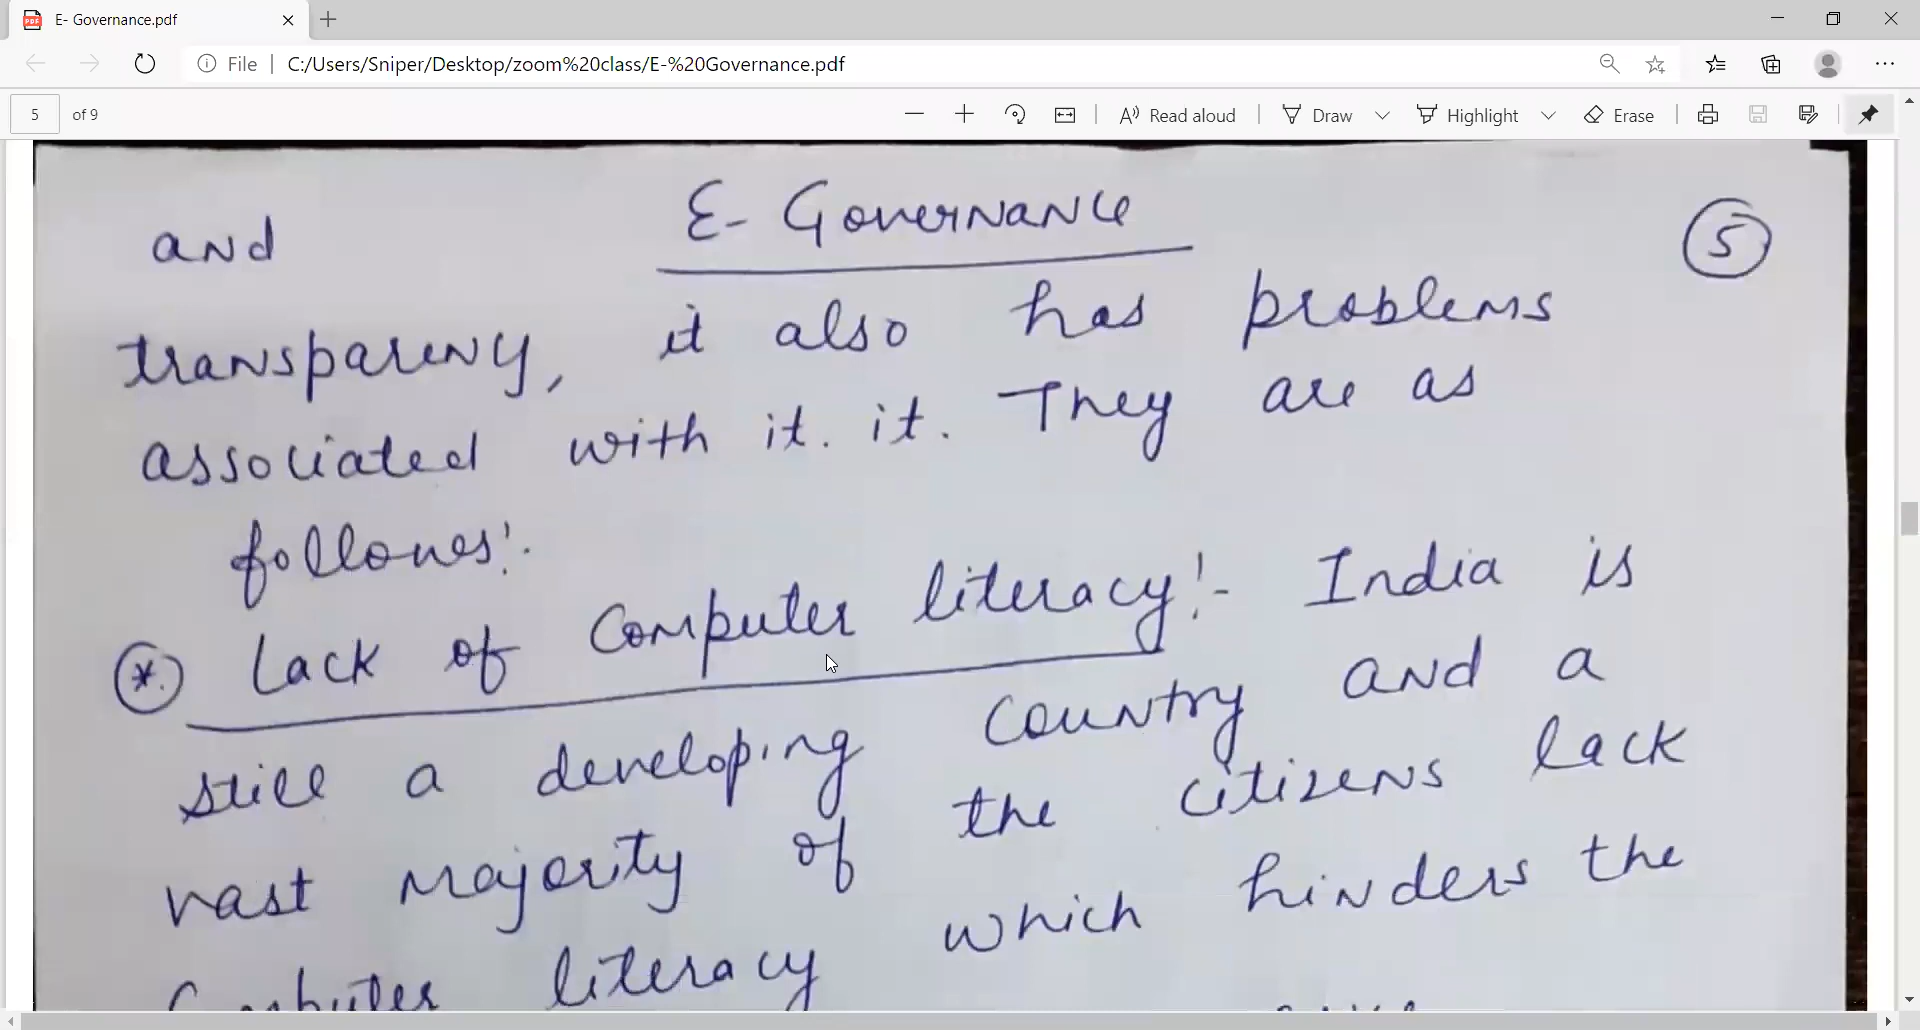 E- Governance.pdf
File
C:/Users/Sniper/Desktop/zoom%20class/E-%20Governance.pdf
5 of 9
Read aloud
Draw
Highlight
Erase
E- Governance
5
and
transpareny, it also has problems
associated with it. it. They are as
follows:-
* Lack of Computer literacy:- India is
still a developing country and a
vast majority of the citizens lack
Computer literacy which hinders the